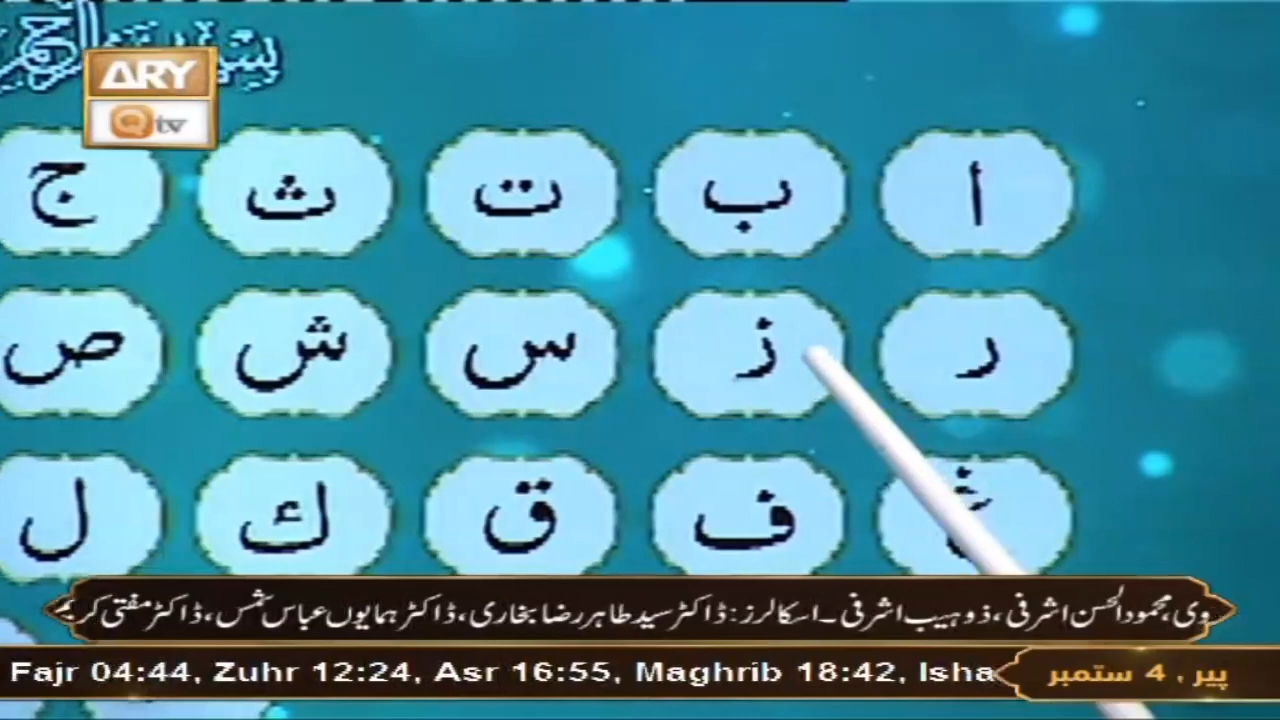 ARY
Qtv
ا ب ت ث ج
ر ز س ش ص
غ ف ق ك ل
وی، محمود الحسن اشرفی، ذوہیب اشرفی۔ اسکالرز: ڈاکٹر سید طاہر رضا بخاری، ڈاکٹر ہمایوں عباس شمس، ڈاکٹر مفتی کریم
Fajr 04:44, Zuhr 12:24, Asr 16:55, Maghrib 18:42, Isha
پیر ، 4 ستمبر